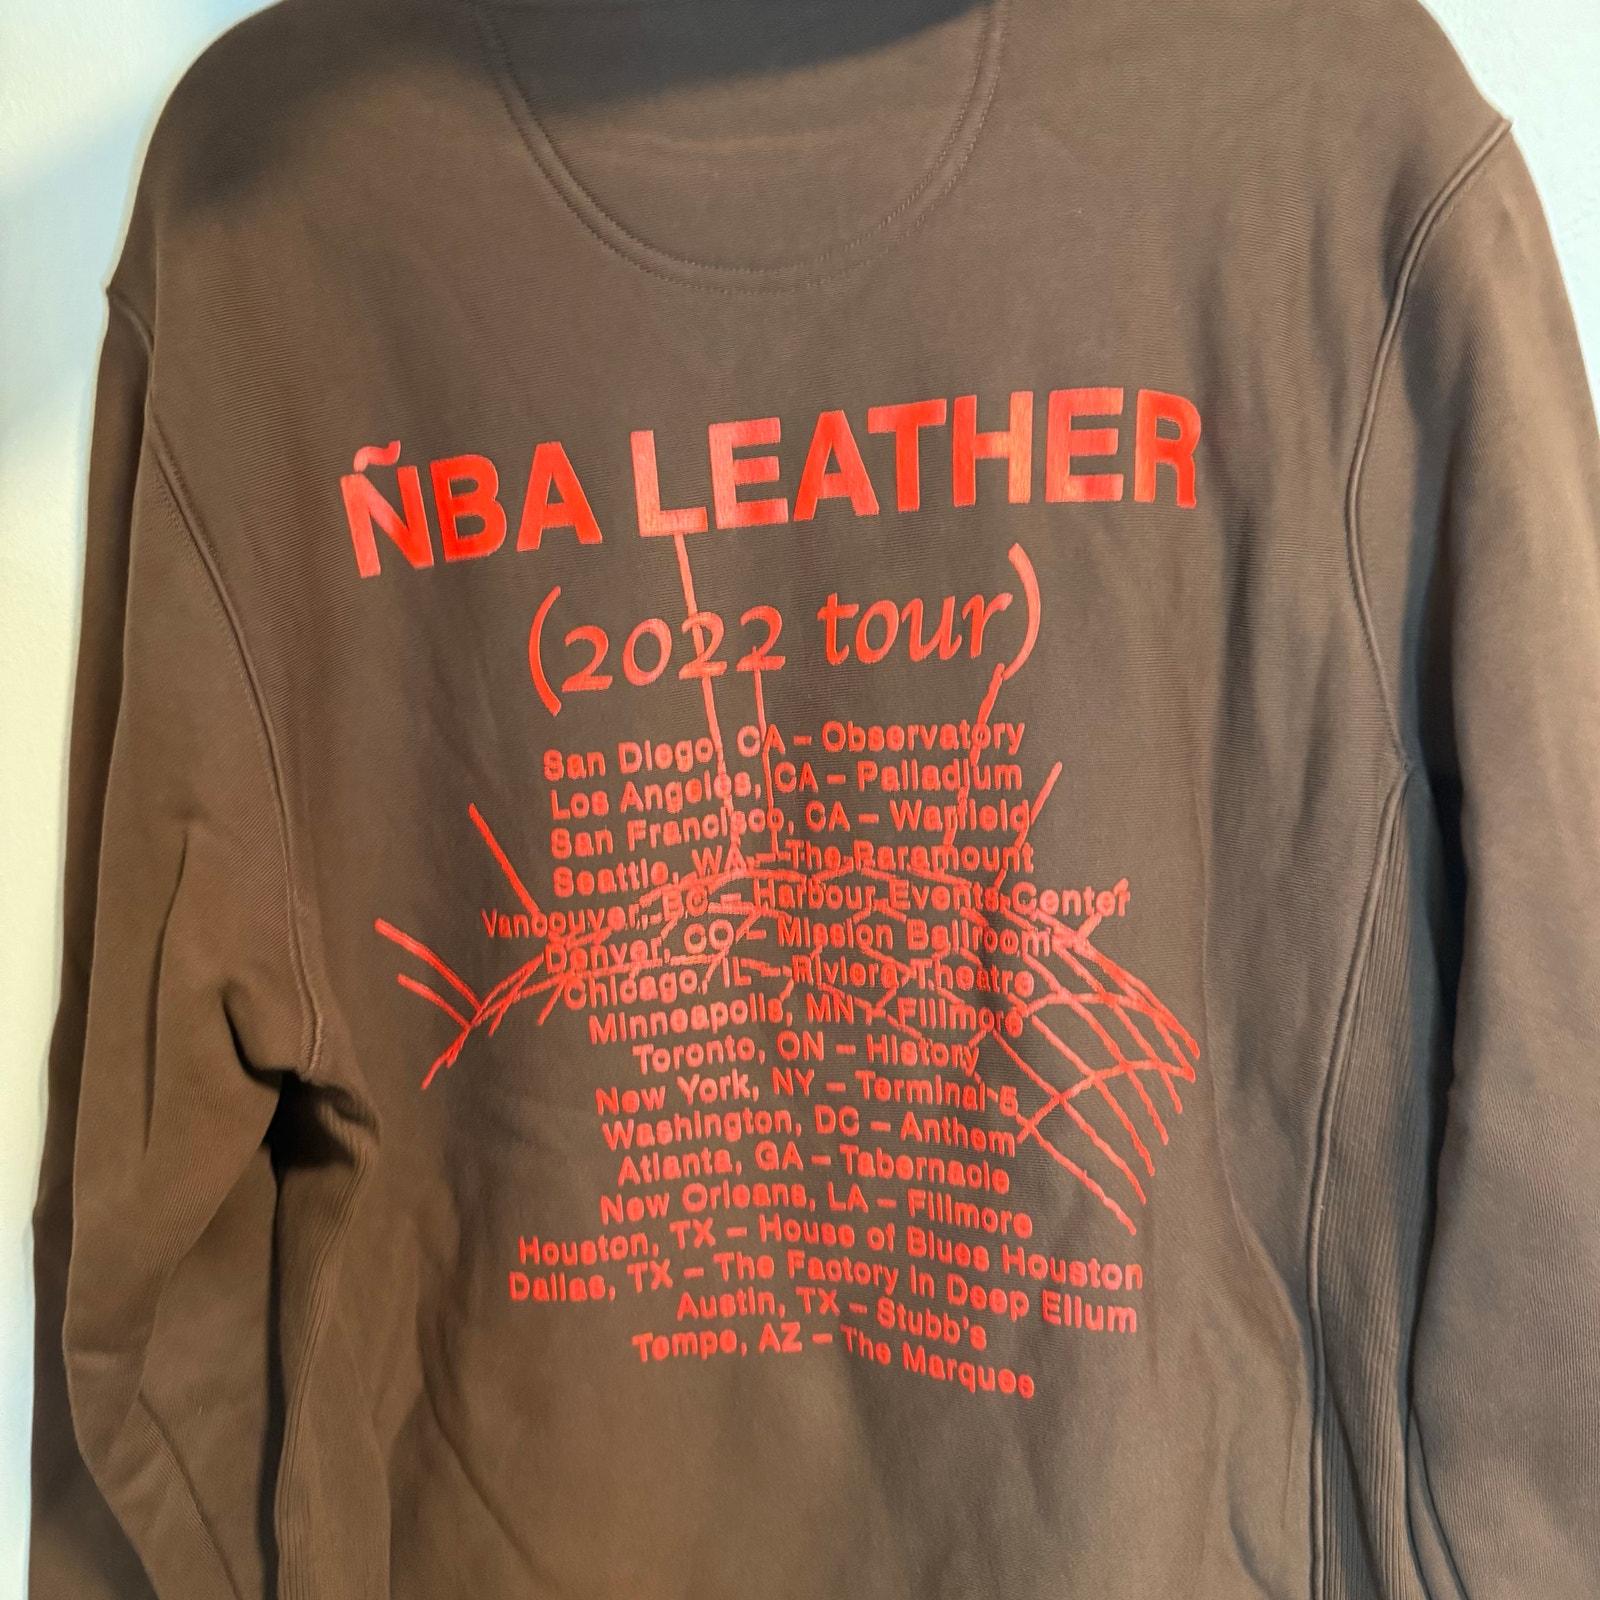 ÑBA LEATHER
(2022 tour)
San Diego, CA – Observatory
Los Angeles, CA – Palladium
San Francisco, CA – Warfield
Seattle, WA – The Paramount
Vancouver, BC – Harbour Events Center
Denver, CO – Mission Ballroom
Chicago, IL – Riviera Theatre
Minneapolis, MN – Fillmore
Toronto, ON – History
New York, NY – Terminal 5
Washington, DC – Anthem
Atlanta, GA – Tabernacle
New Orleans, LA – Fillmore
Houston, TX – House of Blues Houston
Dallas, TX – The Factory in Deep Ellum
Austin, TX – Stubb's
Tempe, AZ – The Marquee